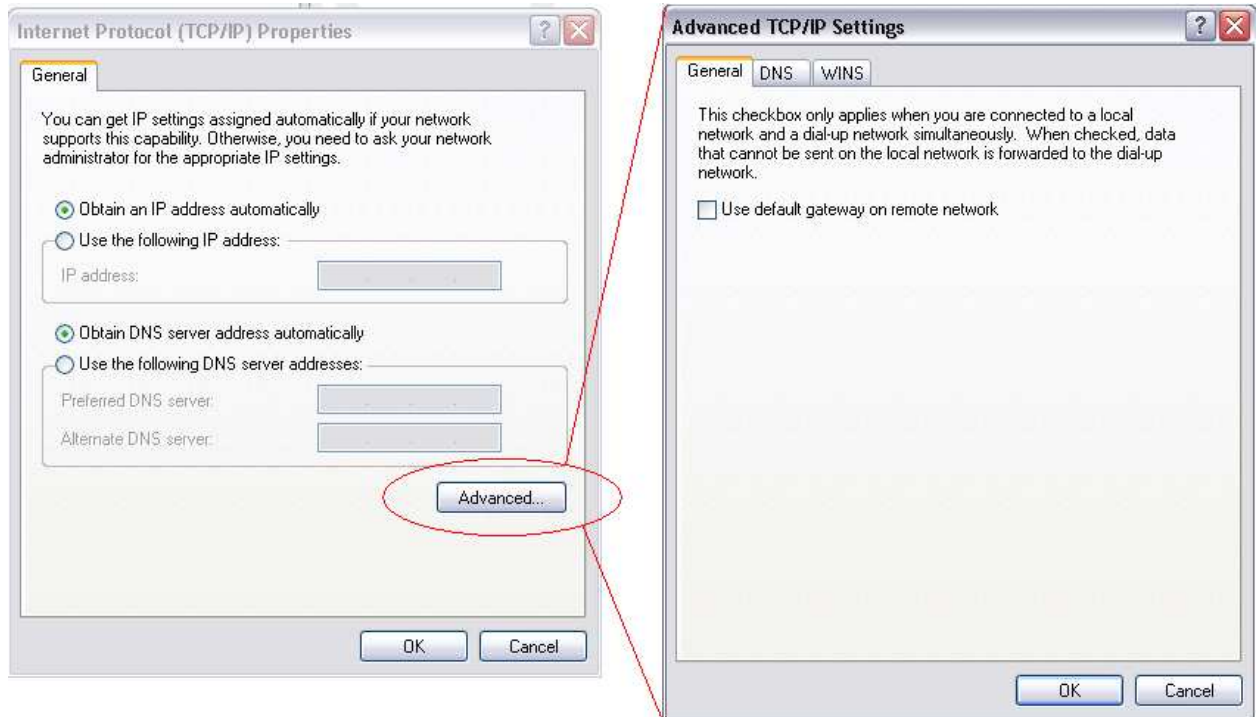 Internet Protocol (TCP/IP) Properties
General
You can get IP settings assigned automatically if your network
supports this capability. Otherwise, you need to ask your network
administrator for the appropriate IP settings.
Obtain an IP address automatically
Use the following IP address:
IP address:
Obtain DNS server address automatically
Use the following DNS server addresses:
Preferred DNS server:
Alternate DNS server:
Advanced...
OK
Cancel
Advanced TCP/IP Settings
General
DNS
WINS
This checkbox only applies when you are connected to a local
network and a dial-up network simultaneously. When checked, data
that cannot be sent on the local network is forwarded to the dial-up
network.
Use default gateway on remote network
OK
Cancel